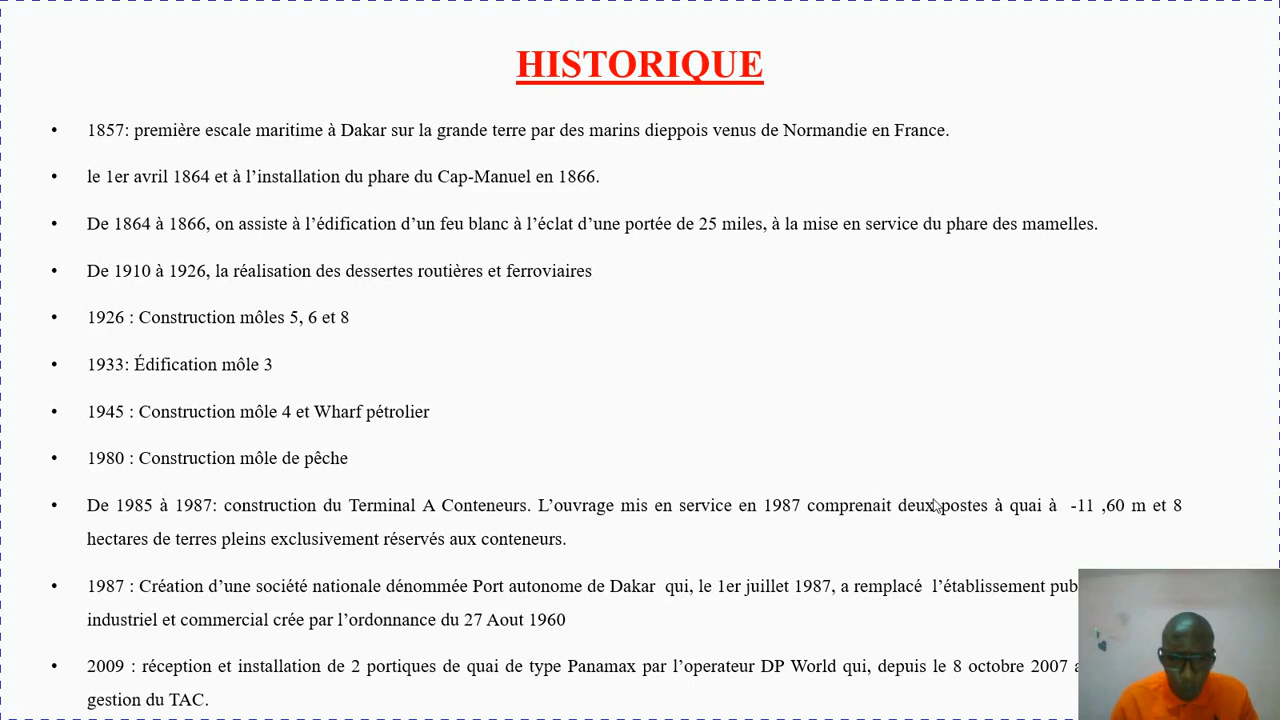 HISTORIQUE
• 1857: première escale maritime à Dakar sur la grande terre par des marins dieppois venus de Normandie en France.
• le 1er avril 1864 et à l’installation du phare du Cap-Manuel en 1866.
• De 1864 à 1866, on assiste à l’édification d’un feu blanc à l’éclat d’une portée de 25 miles, à la mise en service du phare des mamelles.
• De 1910 à 1926, la réalisation des dessertes routières et ferroviaires
• 1926 : Construction môles 5, 6 et 8
• 1933: Édification môle 3
• 1945 : Construction môle 4 et Wharf pétrolier
• 1980 : Construction môle de pêche
• De 1985 à 1987: construction du Terminal A Conteneurs. L’ouvrage mis en service en 1987 comprenait deux postes à quai à -11 ,60 m et 8
hectares de terres pleins exclusivement réservés aux conteneurs.
• 1987 : Création d’une société nationale dénommée Port autonome de Dakar qui, le 1er juillet 1987, a remplacé l’établissement
industriel et commercial crée par l’ordonnance du 27 Aout 1960
• 2009 : réception et installation de 2 portiques de quai de type Panamax par l’operateur DP World qui, depuis le 8 octobre 2007
gestion du TAC.